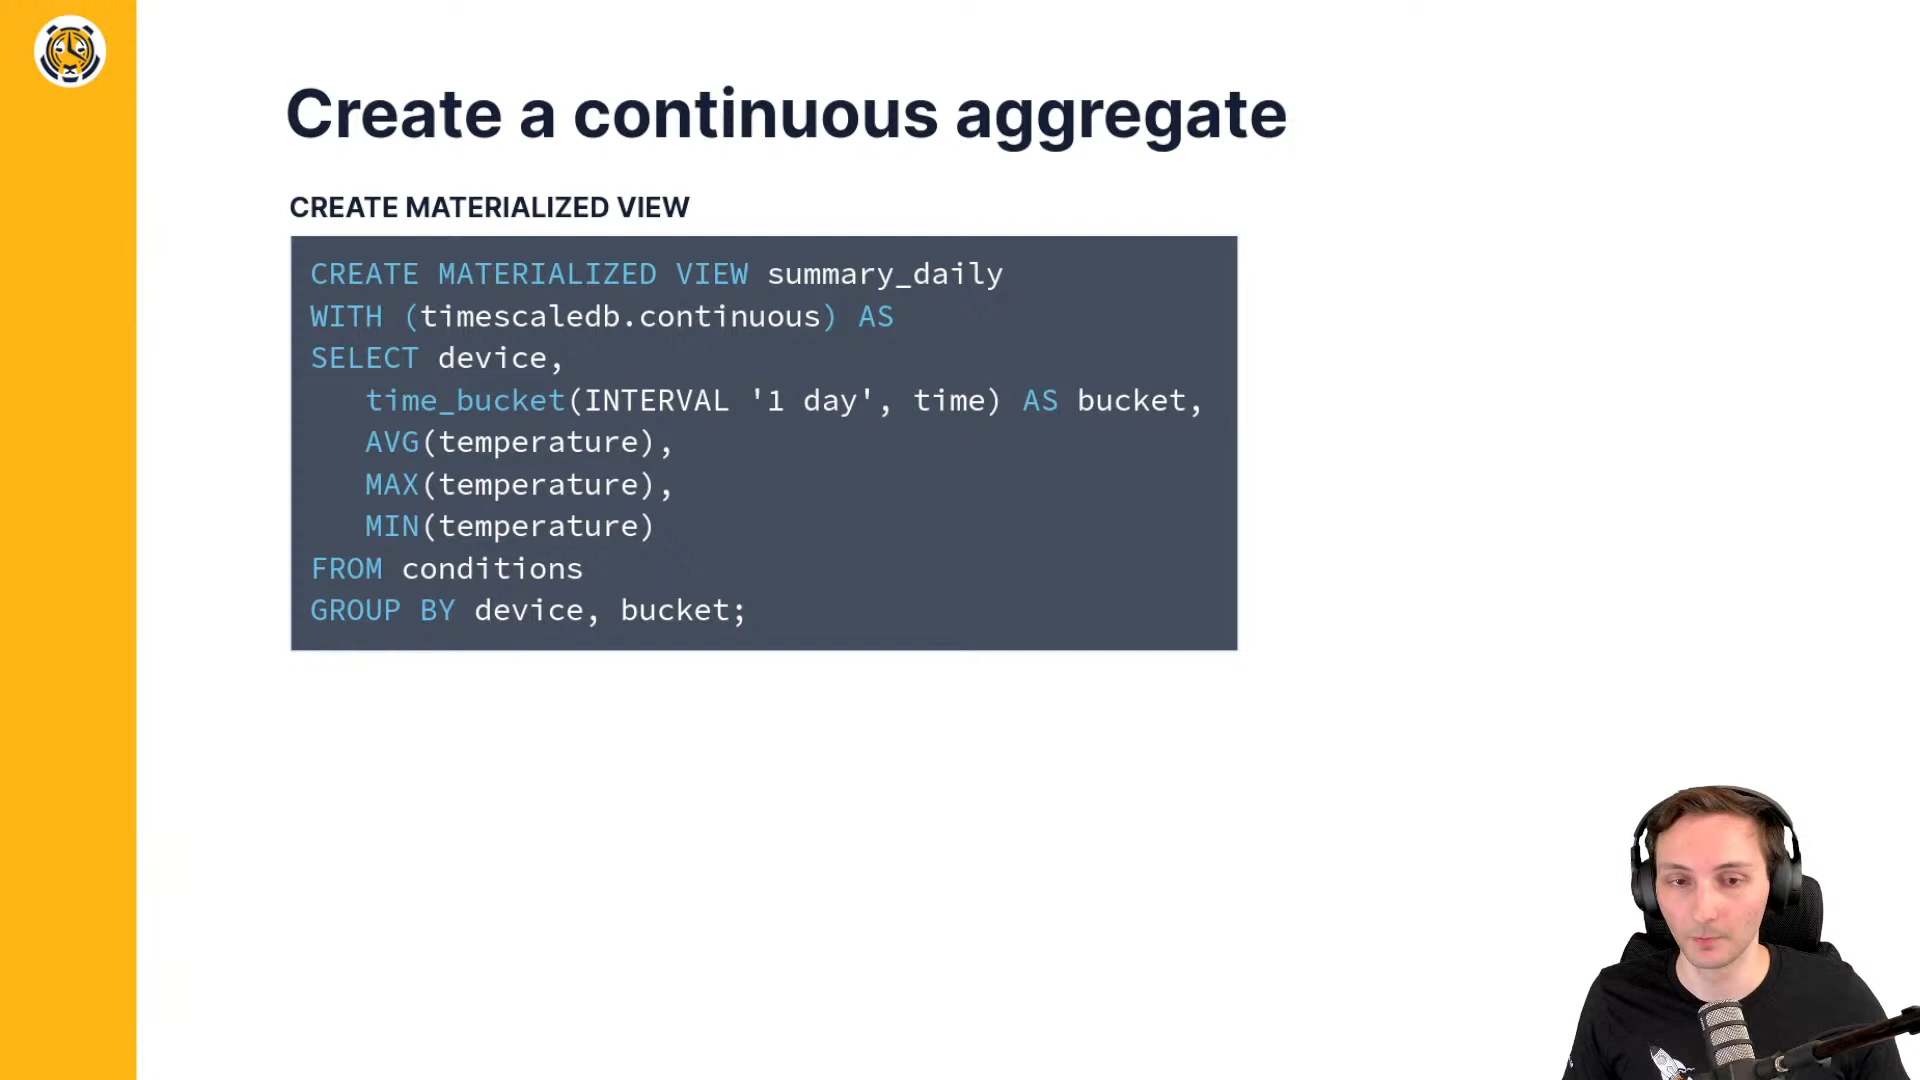 Create a continuous aggregate
CREATE MATERIALIZED VIEW
CREATE MATERIALIZED VIEW summary_daily
WITH (timescaledb.continuous) AS
SELECT device,
   time_bucket(INTERVAL '1 day', time) AS bucket,
   AVG(temperature),
   MAX(temperature),
   MIN(temperature)
FROM conditions
GROUP BY device, bucket;